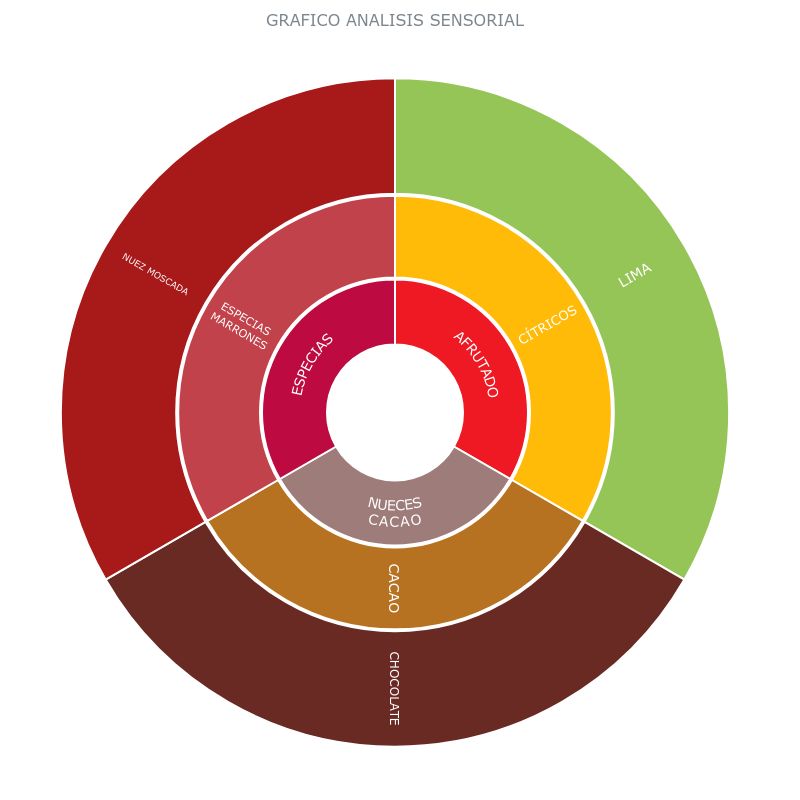 GRAFICO ANALISIS SENSORIAL
NUEZ MOSCADA
LIMA
ESPECIAS
MARRONES
CÍTRICOS
ESPECIAS
AFRUTADO
NUECES
CACAO
CACAO
CHOCOLATE